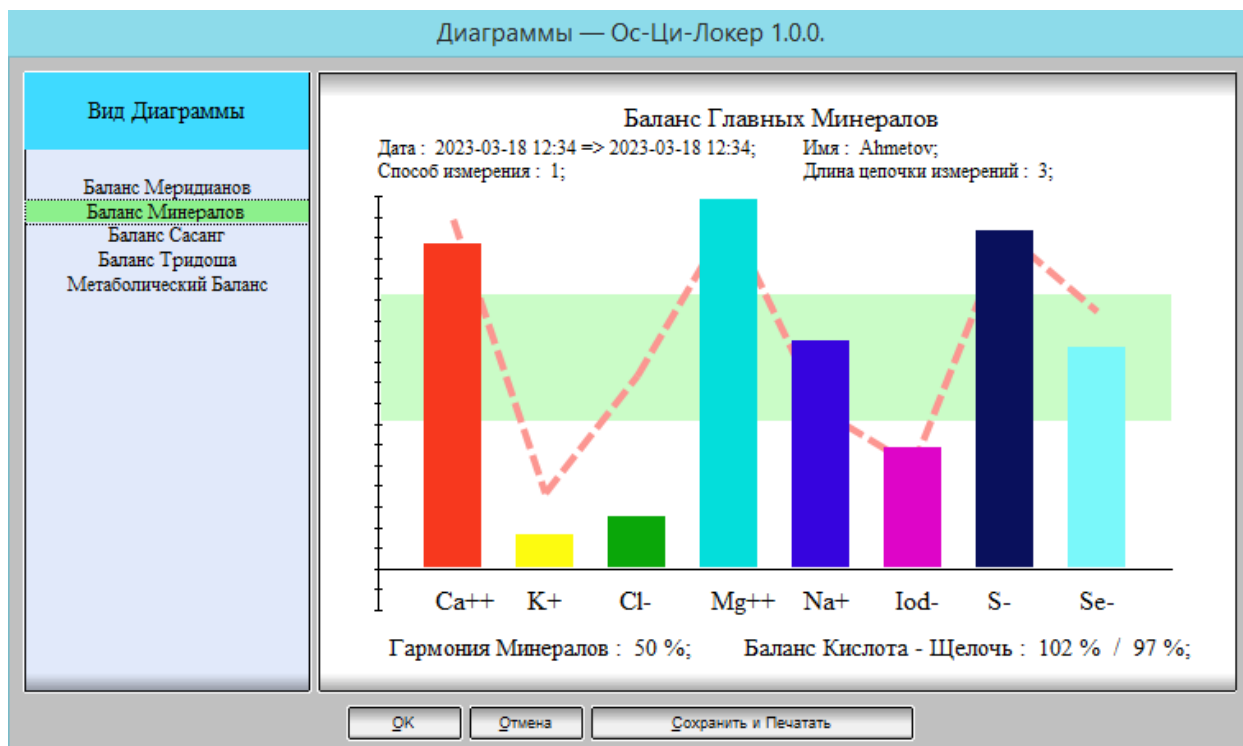 Диаграммы — Ос-Ци-Локер 1.0.0.
Вид Диаграммы
Баланс Меридианов
Баланс Минералов
Баланс Сасанг
Баланс Тридоша
Метаболический Баланс
Баланс Главных Минералов
Дата : 2023-03-18 12:34 => 2023-03-18 12:34; Имя : Ahmetov;
Способ измерения : 1; Длина цепочки измерений : 3;
Ca++ K+ Cl- Mg++ Na+ Iod- S- Se-
Гармония Минералов : 50 %; Баланс Кислота - Щелочь : 102 % / 97 %;
OK Отмена Сохранить и Печатать